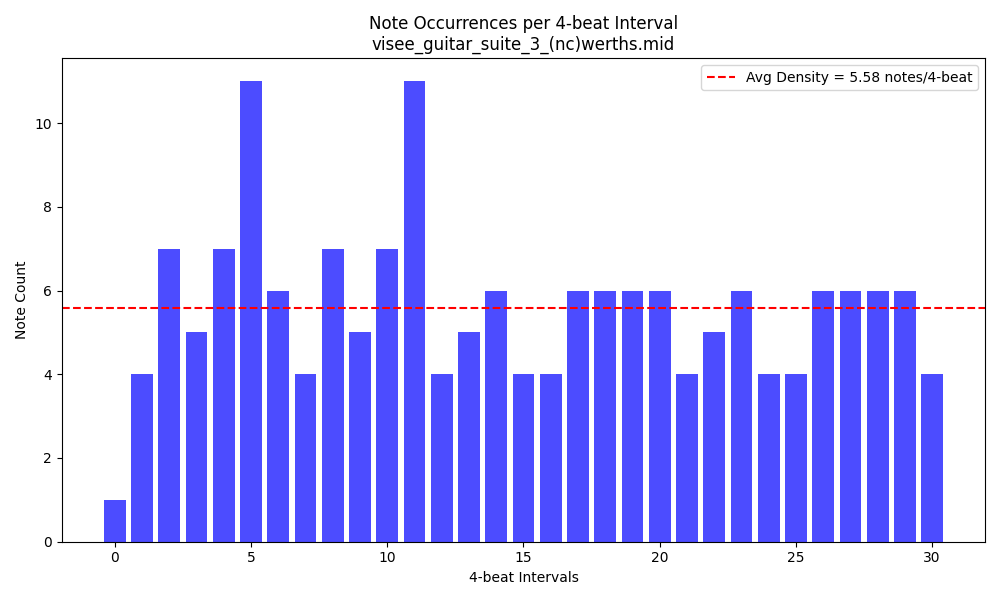 Note Occurrences per 4-beat Interval
visee_guitar_suite_3_(nc)werths.mid
Avg Density = 5.58 notes/4-beat
Note Count
10
8
6
4
2
0
0 5 10 15 20 25 30
4-beat Intervals